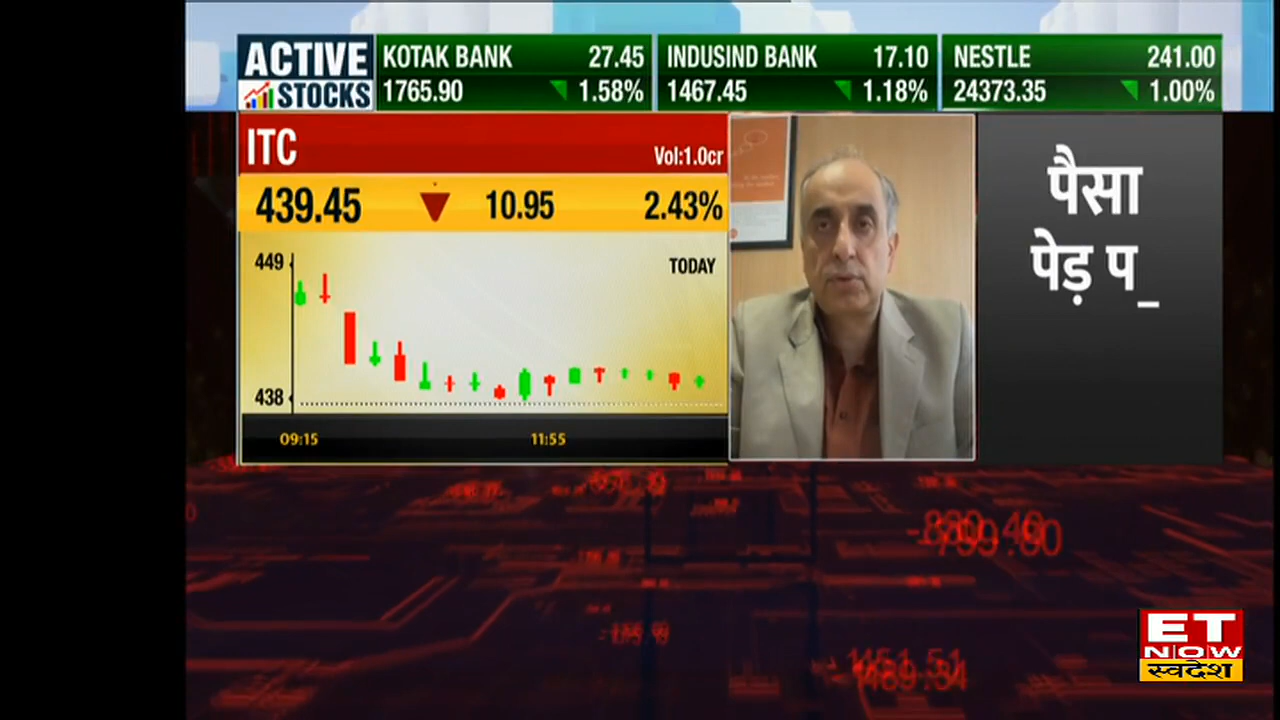 ACTIVE
STOCKS
KOTAK BANK 27.45
1765.90 1.58%
INDUSIND BANK 17.10
1467.45 1.18%
NESTLE 241.00
24373.35 1.00%
ITC
Vol:1.0cr
439.45 10.95 2.43%
449
TODAY
438
09:15 11:55
पैसा
पेड़ प_
ET
NOW
स्वदेश